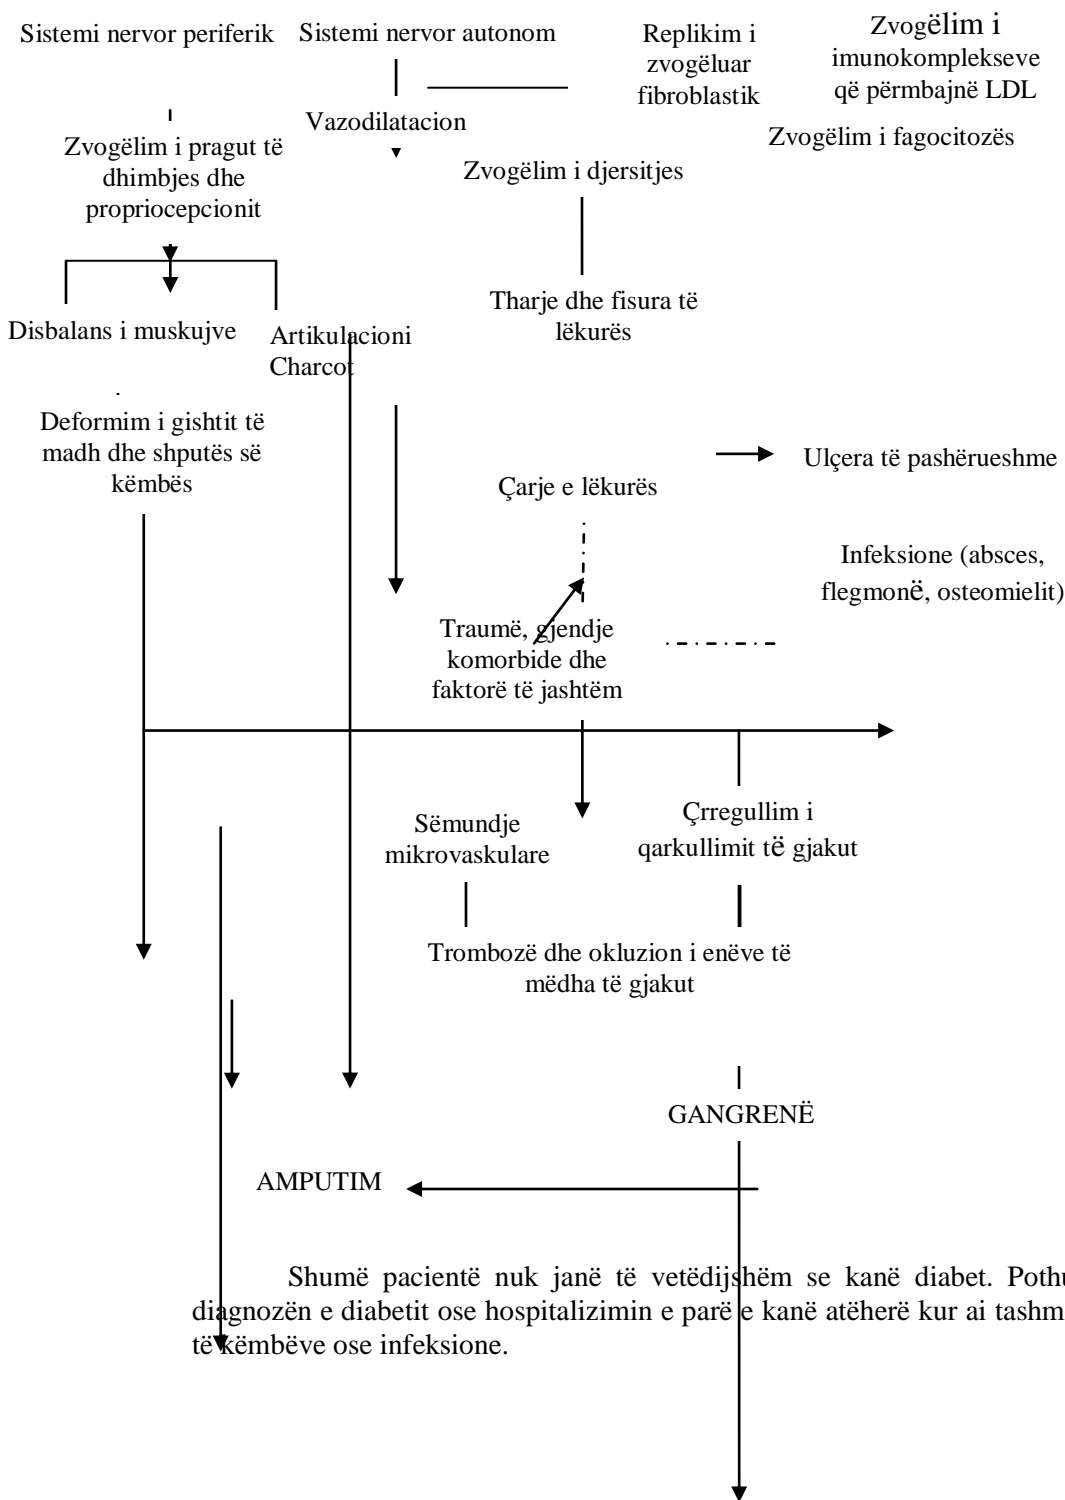 Sistemi nervor periferik
Sistemi nervor autonom
Replikim i
zvogëluar
fibroblastik
Zvogëlim i
imunokomplekseve
që përmbajnë LDL
Vazodilatacion
Zvogëlim i fagocitozës
Zvogëlim i pragut të
dhimbjes dhe
propriocepcionit
Zvogëlim i djersitjes
Tharje dhe fisura të
lëkurës
Disbalans i muskujve
Artikulacioni
Charcot
Deformim i gishtit të
madh dhe shputës së
këmbës
Ulçera të pashërueshme
Çarje e lëkurës
Infeksione (absces,
flegmonë, osteomielit)
Traumë, gjendje
komorbide dhe
faktorë të jashtëm
Sëmundje
mikrovaskulare
Çrregullim i
qarkullimit të gjakut
Trombozë dhe okluzion i enëve të
mëdha të gjakut
GANGRENË
AMPUTIM
Shumë pacientë nuk janë të vetëdijshëm se kanë diabet. Pothu
diagnozën e diabetit ose hospitalizimin e parë e kanë atëherë kur ai tashm
të këmbëve ose infeksione.